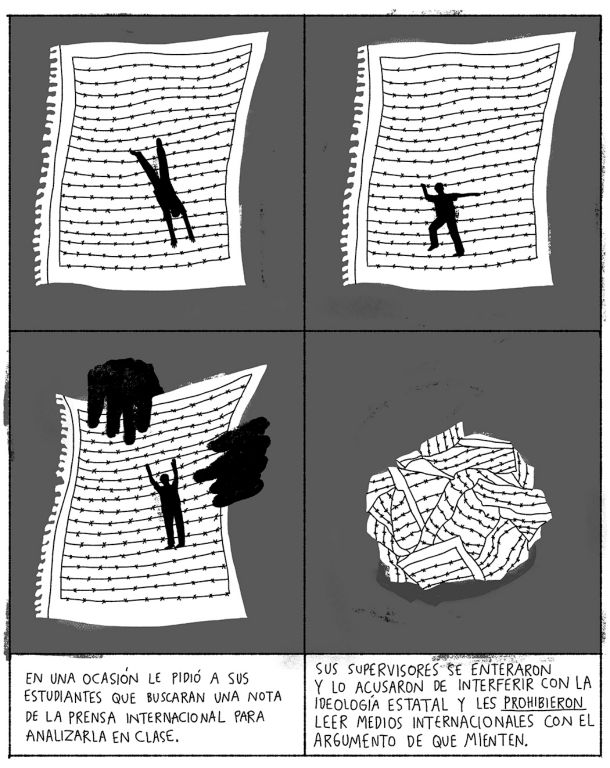 EN UNA OCASIÓN LE PIDIÓ A SUS
ESTUDIANTES QUE BUSCARAN UNA NOTA
DE LA PRENSA INTERNACIONAL PARA
ANALIZARLA EN CLASE.
SUS SUPERVISORES SE ENTERARON
Y LO ACUSARON DE INTERFERIR CON LA
IDEOLOGÍA ESTATAL Y LES PROHIBIERON
LEER MEDIOS INTERNACIONALES CON EL
ARGUMENTO DE QUE MIENTEN.